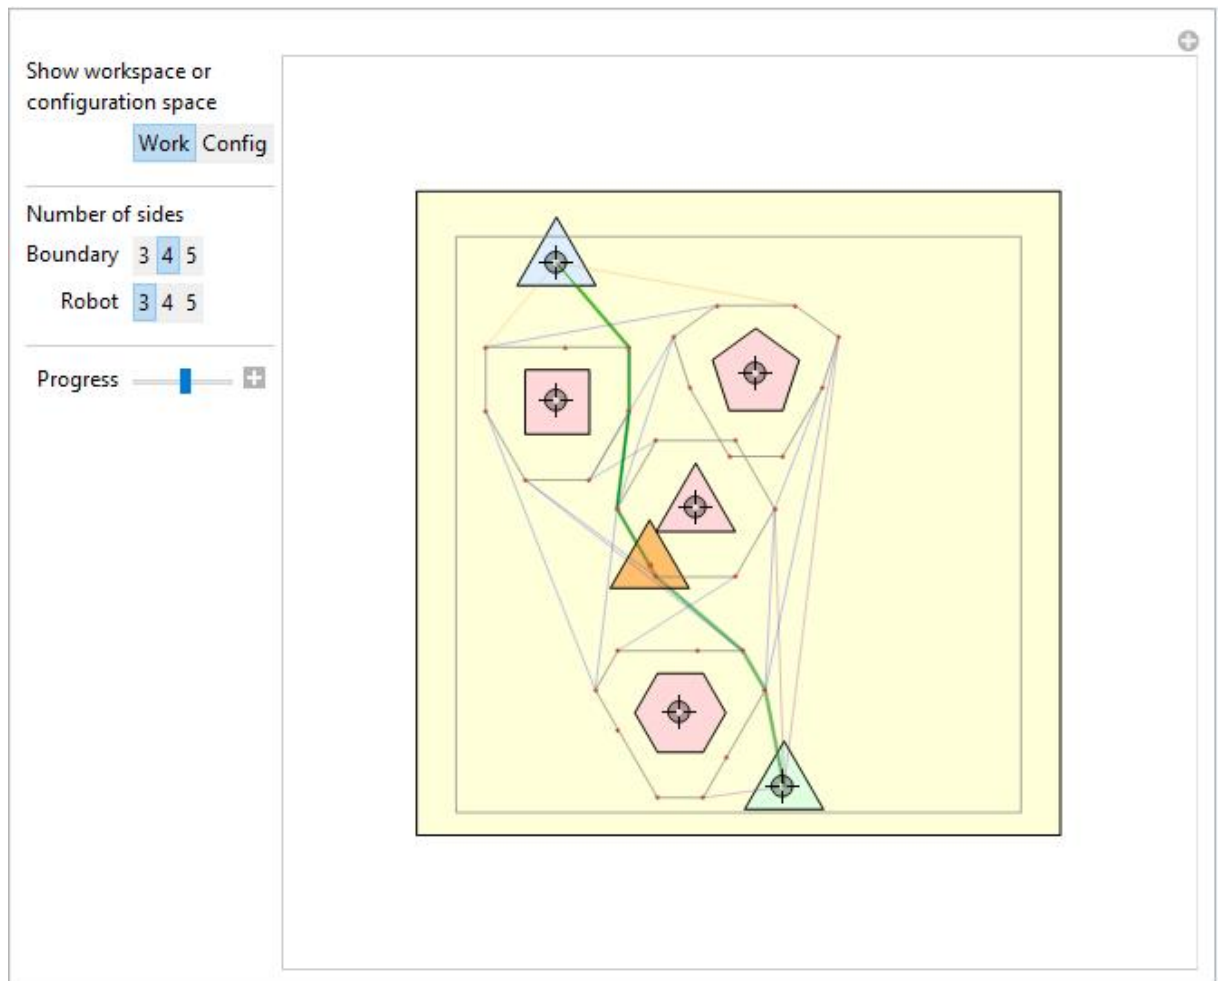 Show workspace or
configuration space
Work Config
Number of sides
Boundary 3 4 5
Robot 3 4 5
Progress